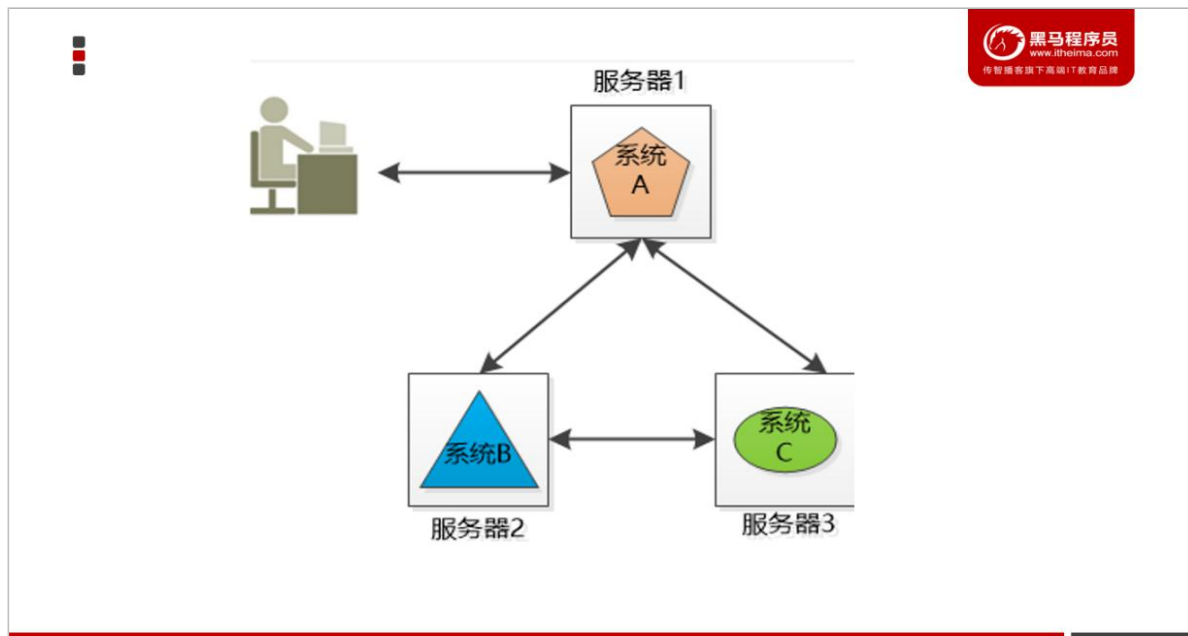 黑马程序员
www.itheima.com
传智播客旗下高端IT教育品牌
服务器1
系统
A
系统B
系统
C
服务器2
服务器3